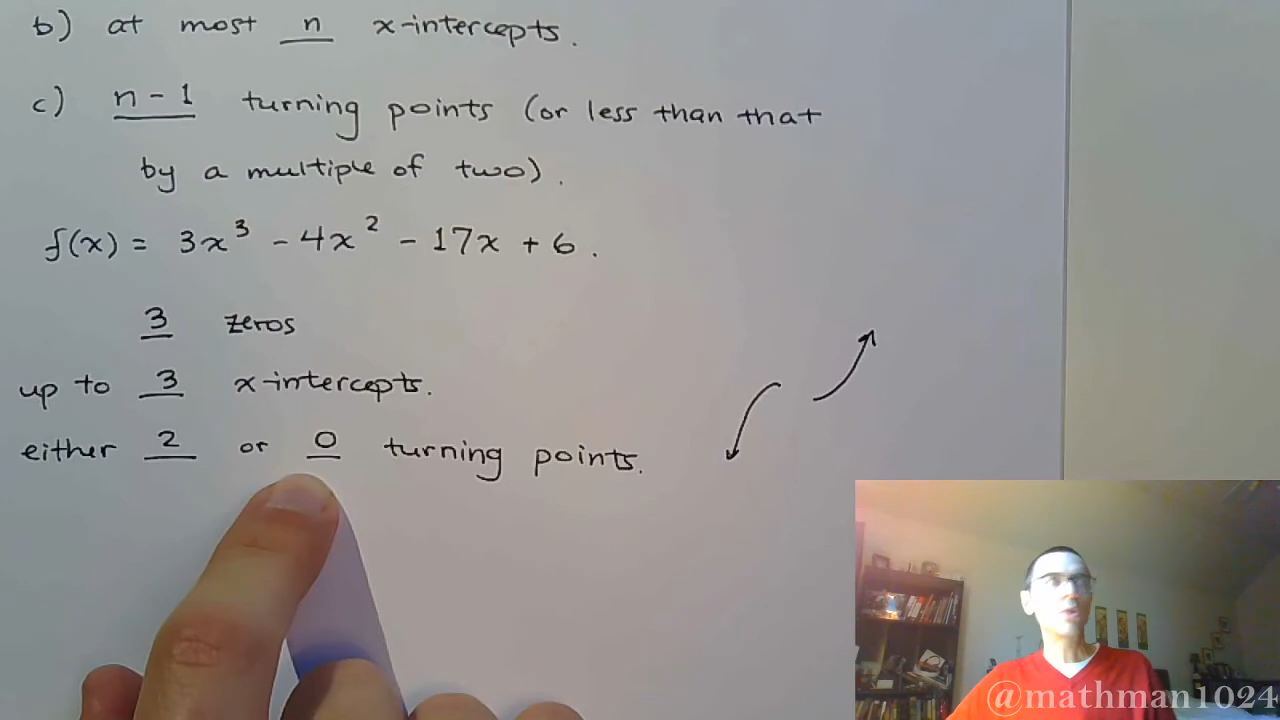 b) at most n x-intercepts.
c) n - 1 turning points (or less than that
by a multiple of two).
f(x) = 3x³ - 4x² - 17x + 6.
3 zeros
up to 3 x-intercepts.
either 2 or 0 turning points.
@mathman1024